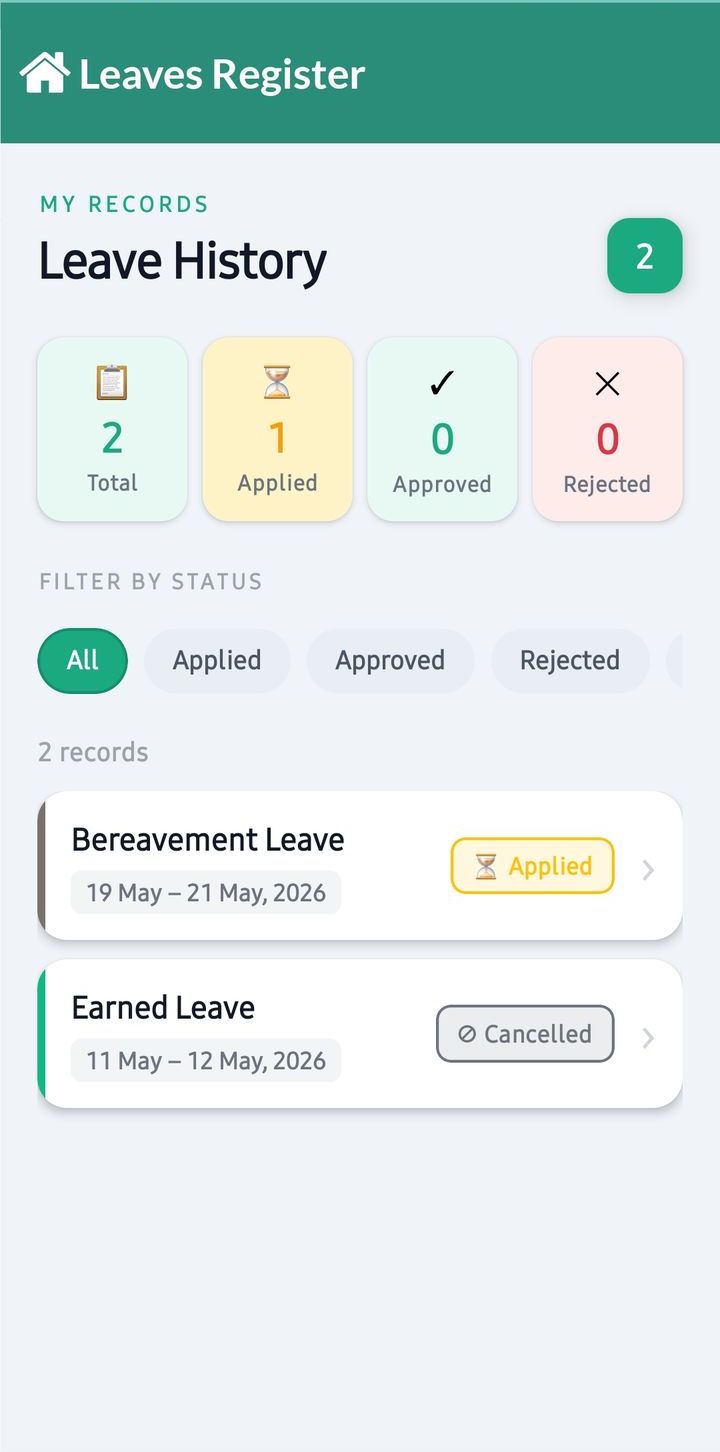 Leaves Register
MY RECORDS
Leave History
2
2
Total
1
Applied
0
Approved
0
Rejected
FILTER BY STATUS
All
Applied
Approved
Rejected
2 records
Bereavement Leave
19 May – 21 May, 2026
Applied
Earned Leave
11 May – 12 May, 2026
Cancelled